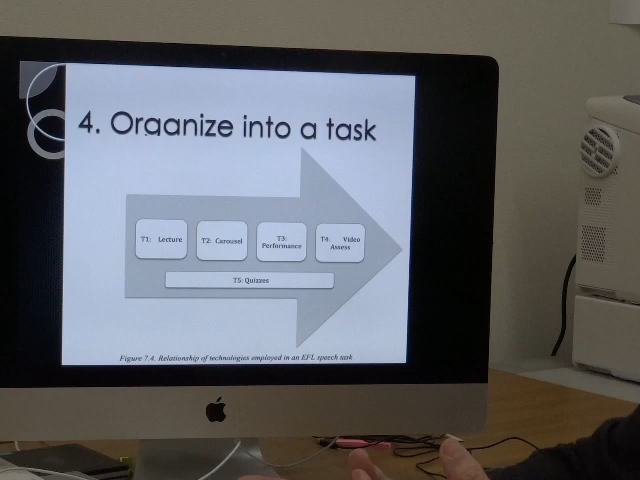 4. Organize into a task
T1: Lecture
T2: Carousel
T3:
Performance
T4: Video
Assess
T5: Quizzes
Figure 7.4: Relationship of technologies employed in an EFL speech task